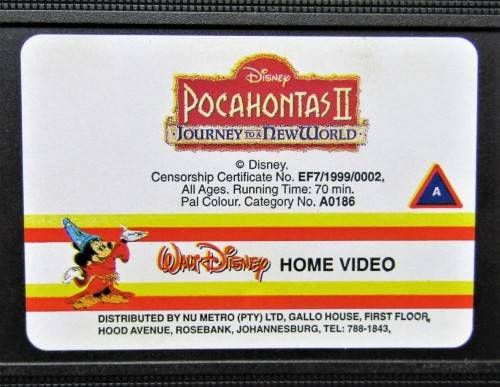 Disney
POCAHONTAS II
JOURNEY TO A NEW WORLD
© Disney.
Censorship Certificate No. EF7/1999/0002,
All Ages. Running Time: 70 min.
Pal Colour. Category No. A0186
A
WALT DISNEY HOME VIDEO
DISTRIBUTED BY NU METRO (PTY) LTD, GALLO HOUSE, FIRST FLOOR,
HOOD AVENUE, ROSEBANK, JOHANNESBURG, TEL: 788-1843,